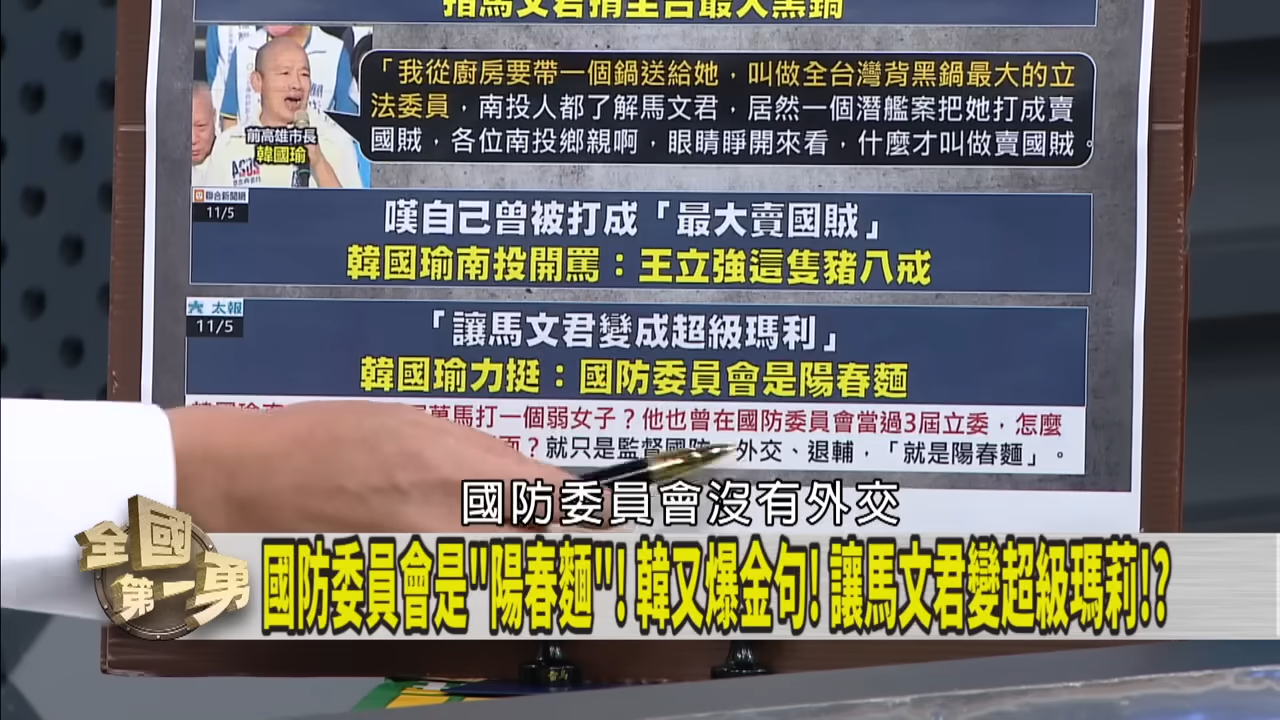 指馬文君揹全台最大黑鍋
「我從廚房要帶一個鍋送給她，叫做全台灣背黑鍋最大的立
法委員，南投人都了解馬文君，居然一個潛艦案把她打成賣
國賊，各位南投鄉親啊，眼睛睜開來看，什麼才叫做賣國賊。
前高雄市長
韓國瑜
聯合新聞網
11/5
嘆自己曾被打成「最大賣國賊」
韓國瑜南投開罵：王立強這隻豬八戒
太報
11/5
「讓馬文君變成超級瑪利」
韓國瑜力挺：國防委員會是陽春麵
萬馬打一個弱女子？他也曾在國防委員會當過3屆立委，怎麼
？就只是監督國防、外交、退輔，「就是陽春麵」。
國防委員會沒有外交
全國第一勇
國防委員會是"陽春麵"! 韓又爆金句! 讓馬文君變超級瑪莉!?